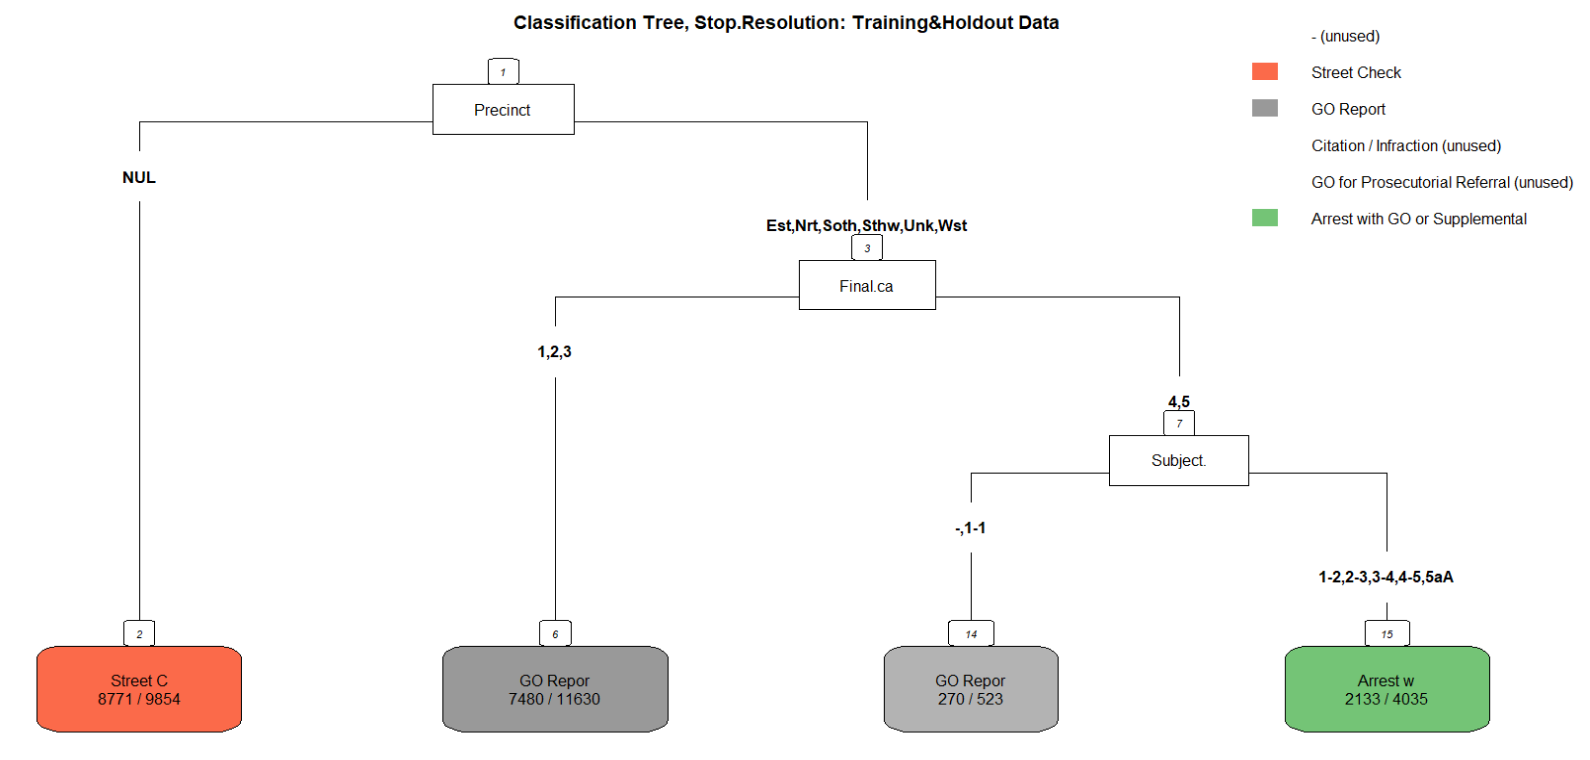 Classification Tree, Stop.Resolution: Training&Holdout Data
- (unused)
Street Check
GO Report
Citation / Infraction (unused)
GO for Prosecutorial Referral (unused)
Arrest with GO or Supplemental
1
Precinct
NUL
Est,Nrt,Soth,Sthw,Unk,Wst
3
Final.ca
1,2,3
4,5
7
Subject.
-,1-1
1-2,2-3,3-4,4-5,5aA
2
Street C
8771 / 9854
6
GO Repor
7480 / 11630
14
GO Repor
270 / 523
15
Arrest w
2133 / 4035